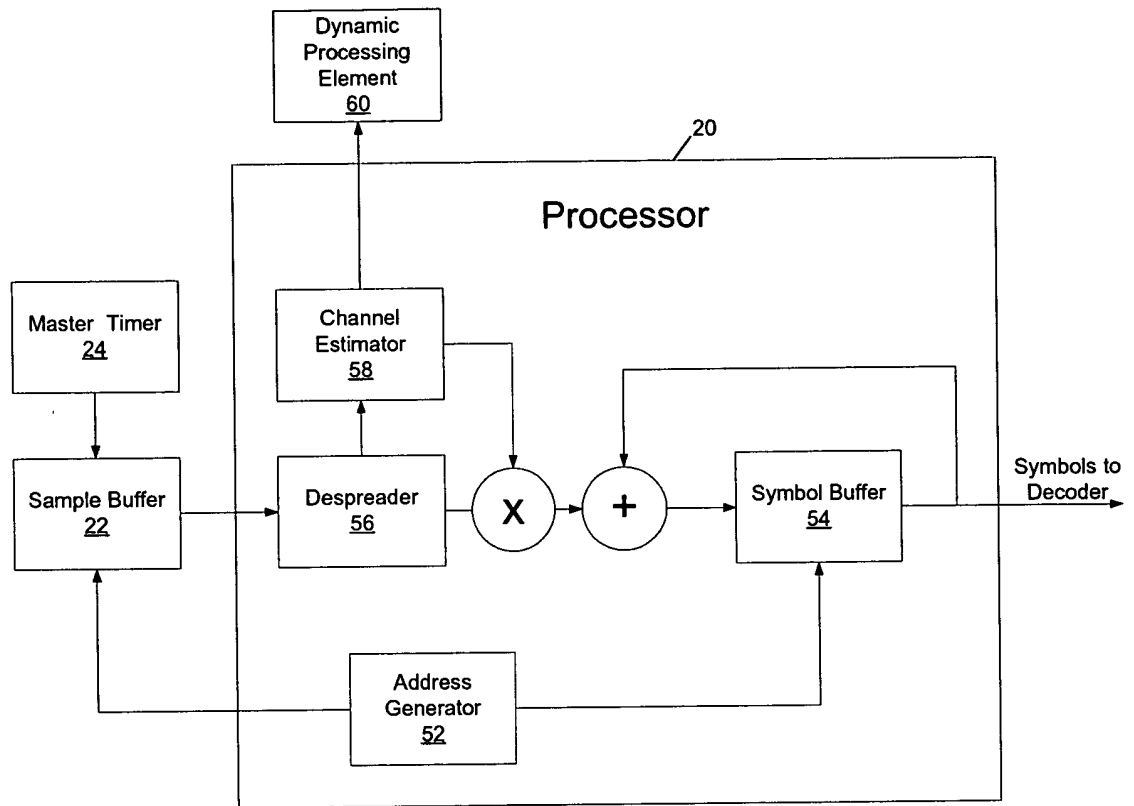 Dynamic
Processing
Element
60
20
Processor
Master Timer
24
Channel
Estimator
58
Sample Buffer
22
Despreader
56
X
+
Symbol Buffer
54
Symbols to
Decoder
Address
Generator
52